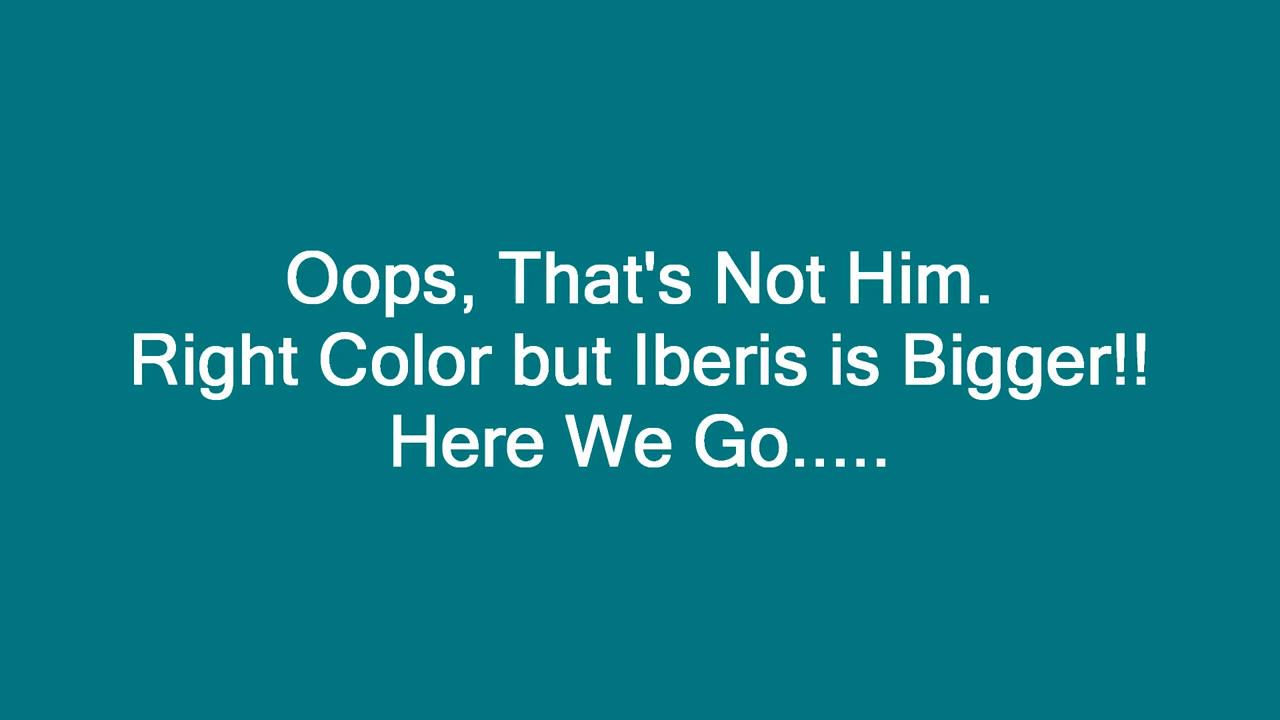 Oops, That's Not Him.
Right Color but Iberis is Bigger!!
Here We Go.....